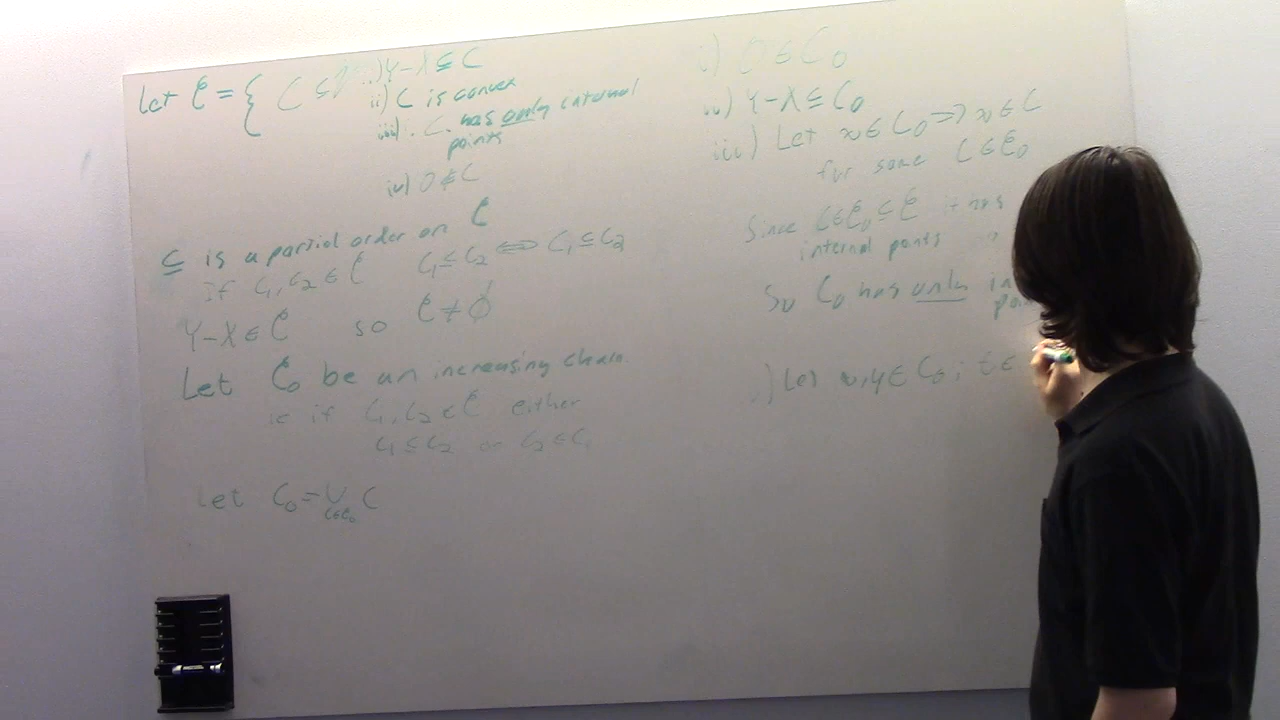 Let C = { C ⊆ i) Y-X ⊆ C
ii) C is convex
iii) C has only internal
points
iv) 0 ∉ C
⊆ is a partial order on C
If C₁, C₂ ∈ C C₁ ≤ C₂ ⟺ C₁ ⊆ C₂
Y-X ∈ C so C ≠ ∅
Let C₀ be an increasing chain.
ie if C₁, C₂ ∈ C either
C₁ ⊆ C₂ or C₂ ⊆ C₁
Let C₀ = ∪ C
C∈C₀
i) 0 ∉ C₀
ii) Y-X ⊆ C₀
iii) Let x ∈ C₀ ⇒ x ∈ C
for some C ∈ C₀
Since C ∈ C₀ ⊆ C it has
internal points
So C₀ has only
) Let x, y ∈ C₀ ; t ∈